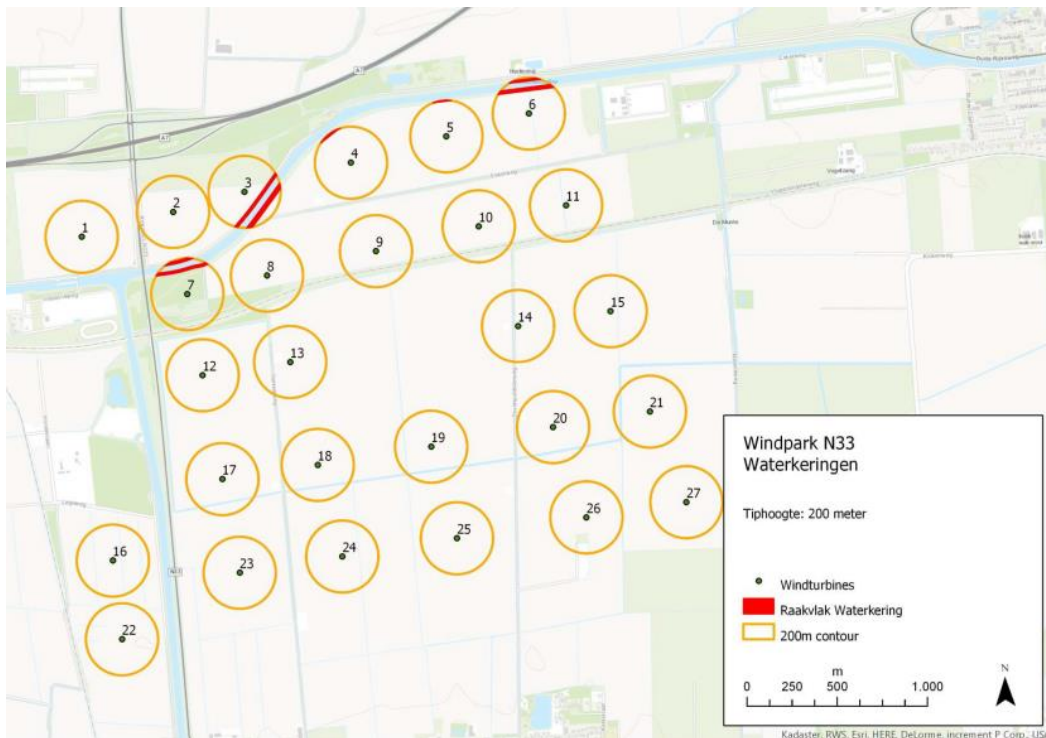 A7
A7
6
5
4
3
2
11
1
10
9
8
7
15
14
13
12
21
20
19
18
17
27
26
25
24
16
N33
23
22
Windpark N33
Waterkeringen
Tiphoogte: 200 meter
Windturbines
Raakvlak Waterkering
200m contour
m
0 250 500 1.000
N
Kadaster, RWS, Esri, HERE, DeLorme, increment P Corp.,